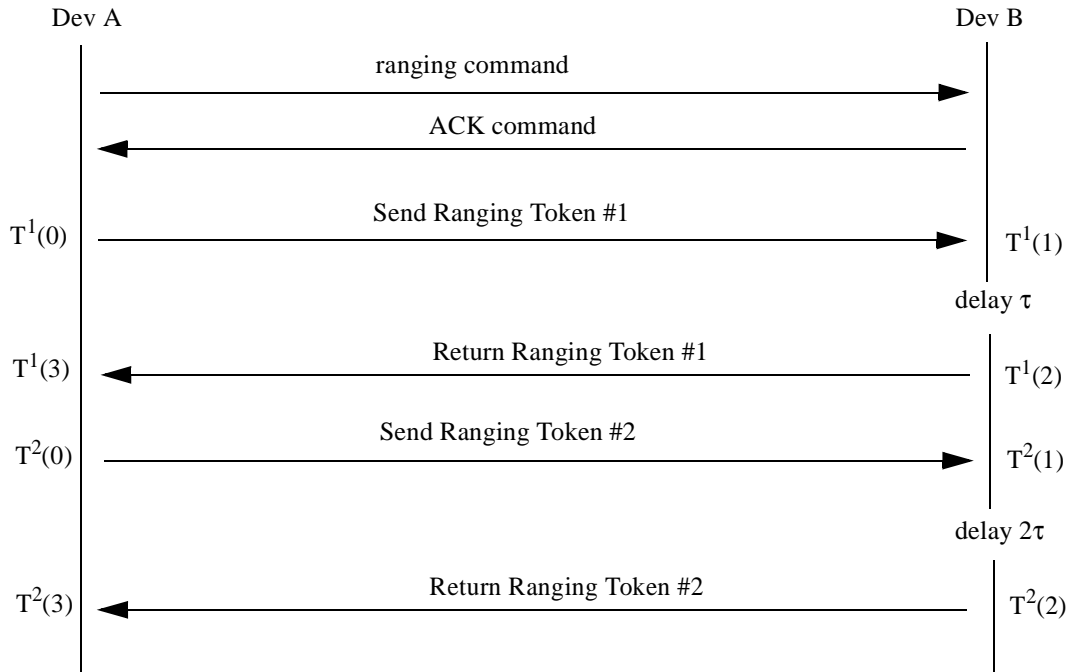 Dev A Dev B
ranging command
ACK command
Send Ranging Token #1
T¹(0) T¹(1)
delay τ
Return Ranging Token #1
T¹(3) T¹(2)
Send Ranging Token #2
T²(0) T²(1)
delay 2τ
Return Ranging Token #2
T²(3) T²(2)